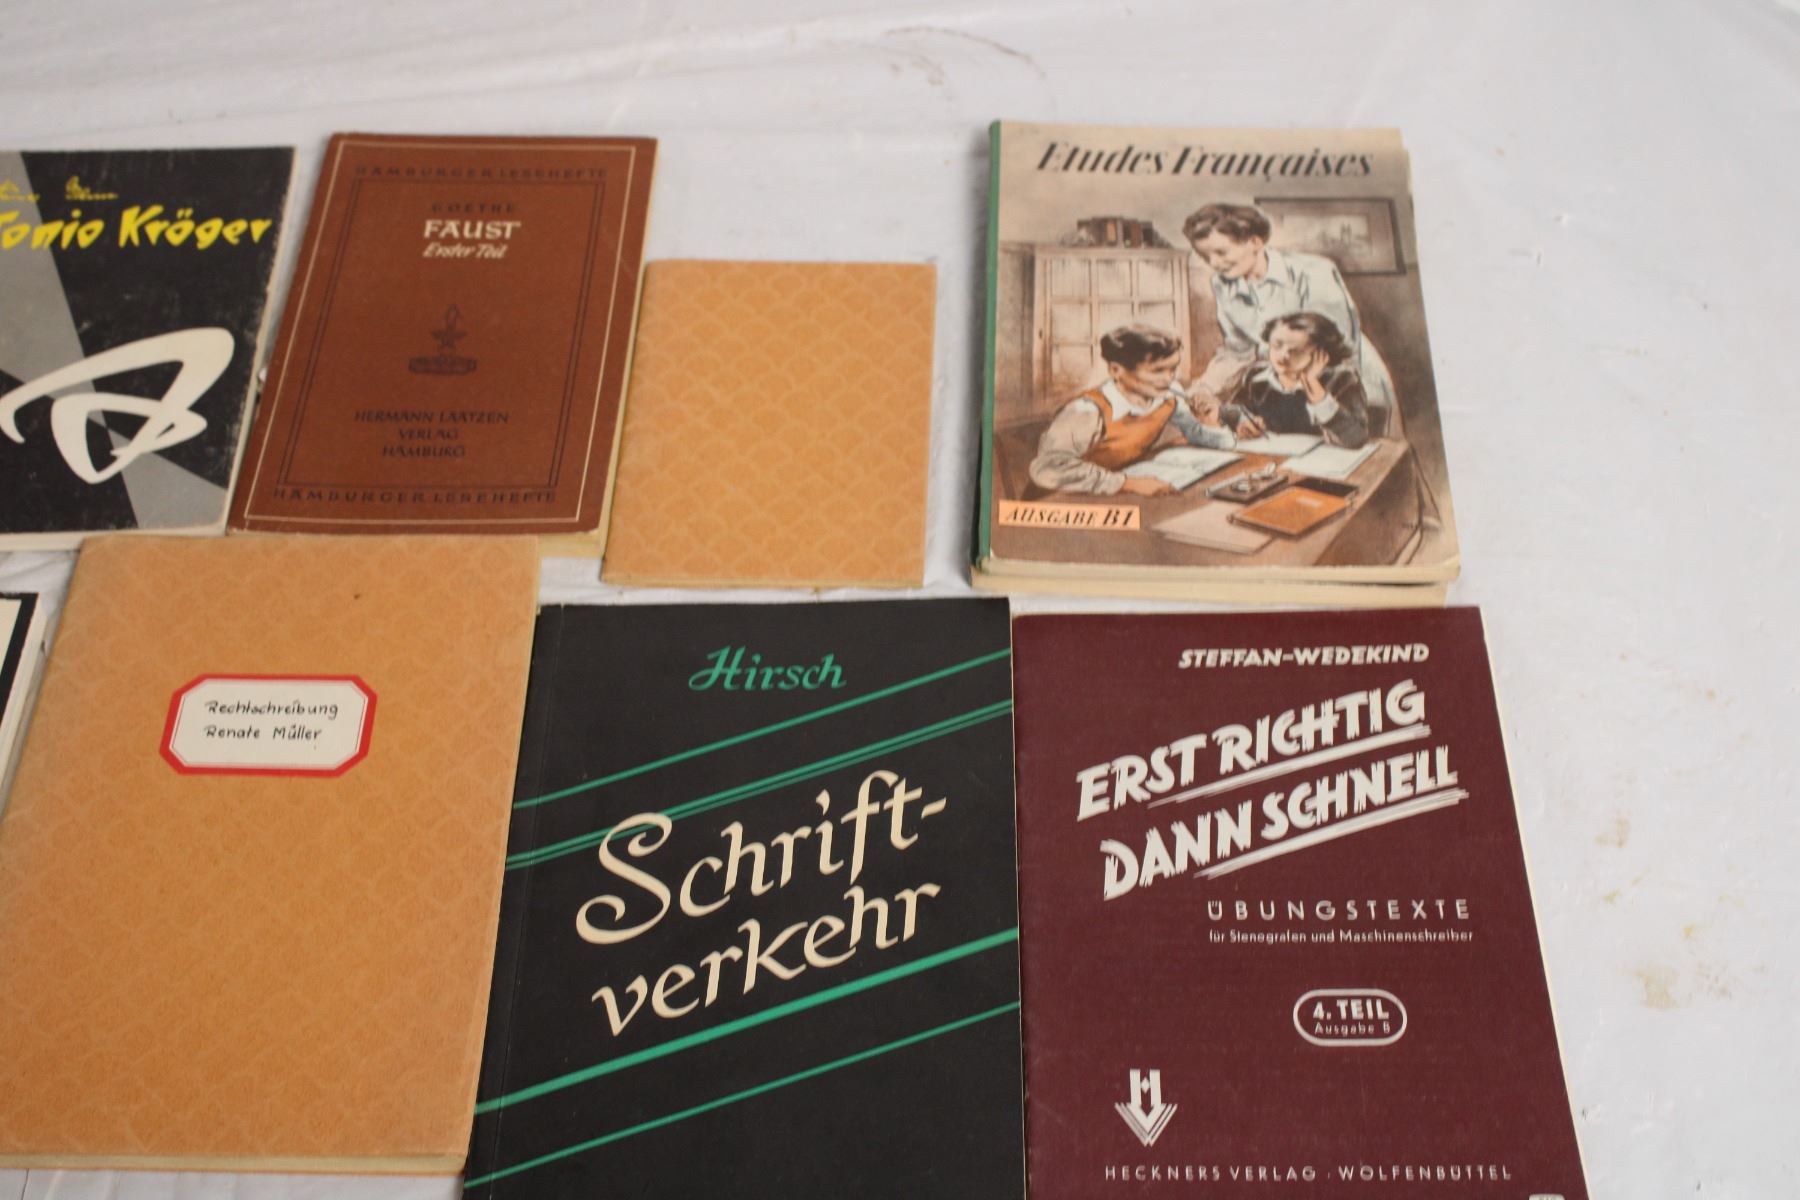 Tonio Kröger
HAMBURGER LESEHEFTE
GOETHE
FAUST
Erster Teil
HERMANN LAATZEN
VERLAG
HAMBURG
HAMBURGER LESEHEFTE
Etudes Françaises
AUSGABE B1
Rechtschreibung
Renate Müller
Hirsch
Schrift-
verkehr
STEFFAN-WEDEKIND
ERST RICHTIG
DANN SCHNELL
ÜBUNGSTEXTE
für Stenografen und Maschinenschreiber
4. TEIL
Ausgabe B
H
HECKNERS VERLAG · WOLFENBÜTTEL